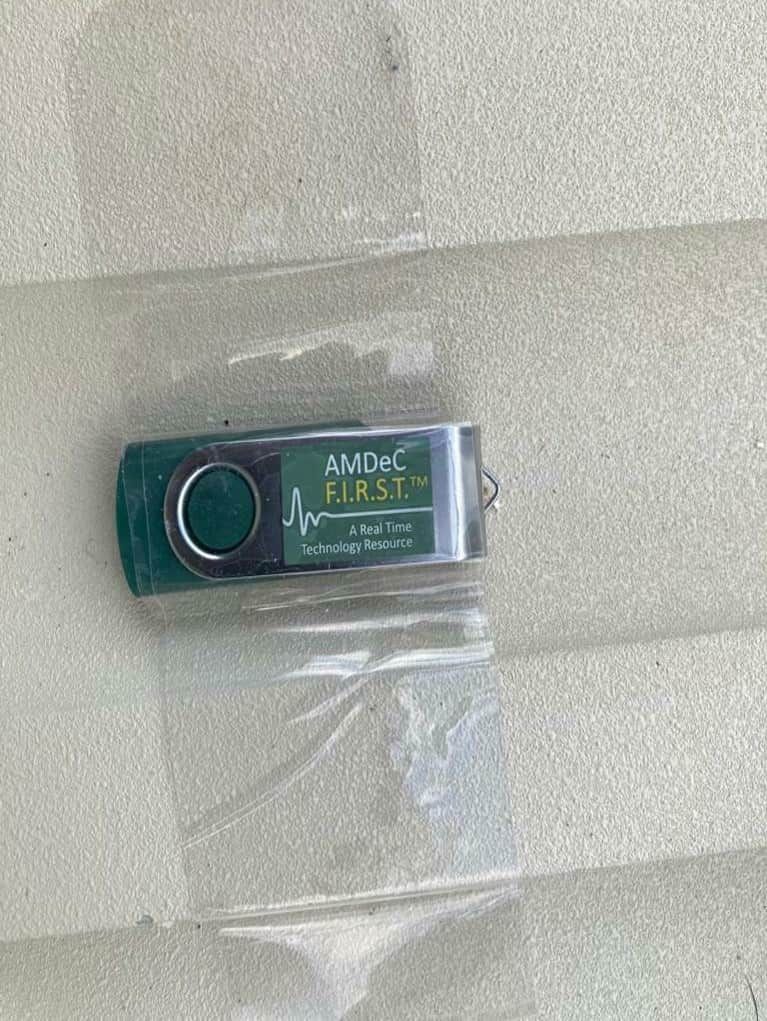 AMDeC
F.I.R.S.T.™
A Real Time
Technology Resource